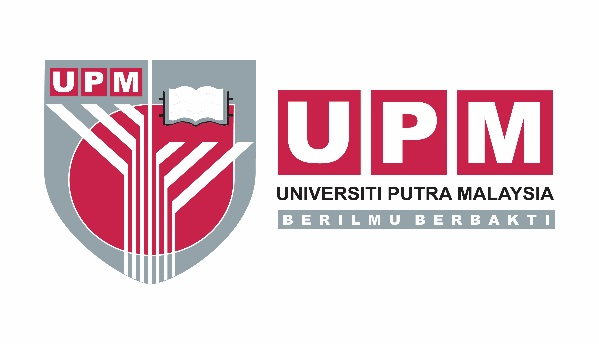 UPM
UPM
UNIVERSITI PUTRA MALAYSIA
BERILMU BERBAKTI